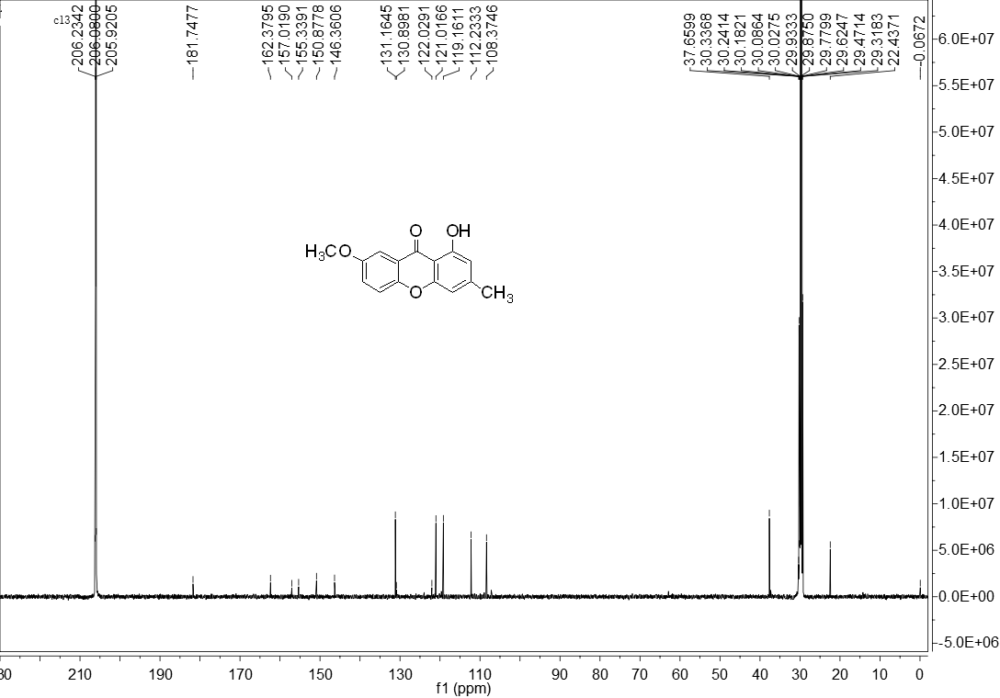 c13
206.2342
206.0800
205.9205
181.7477
162.3795
157.0190
155.3391
150.8778
146.3606
131.1645
130.8981
122.0291
121.0166
119.1611
112.2333
108.3746
37.6599
30.3368
30.2414
30.1821
30.0864
30.0275
29.9333
29.8750
29.7799
29.6247
29.4714
29.3183
22.4371
-0.0672
6.0E+07
5.5E+07
5.0E+07
4.5E+07
4.0E+07
3.5E+07
3.0E+07
2.5E+07
2.0E+07
1.5E+07
1.0E+07
5.0E+06
0.0E+00
-5.0E+06
O OH
H₃CO
O CH₃
30 210 190 170 150 130 110 90 80 70 60 50 40 30 20 10 0
f1 (ppm)